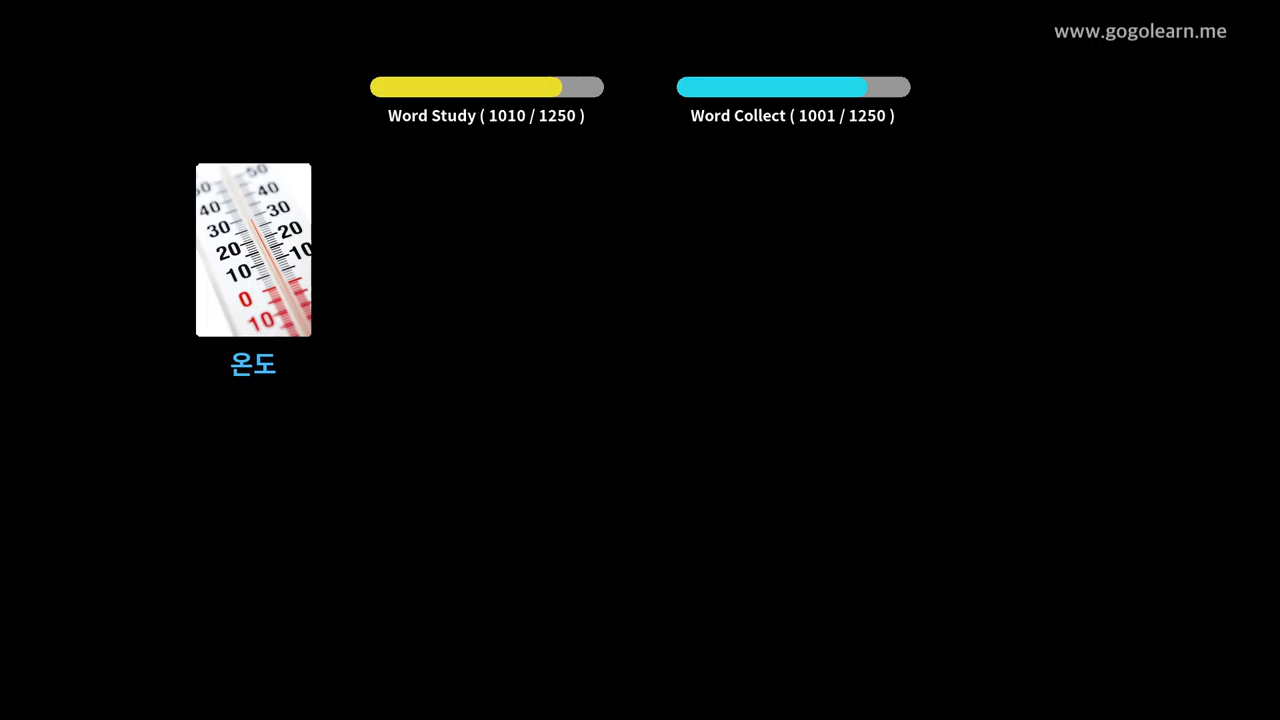 www.gogolearn.me
Word Study ( 1010 / 1250 )
Word Collect ( 1001 / 1250 )
50
40 40
30 30
20 20
10 10
0
10
온도